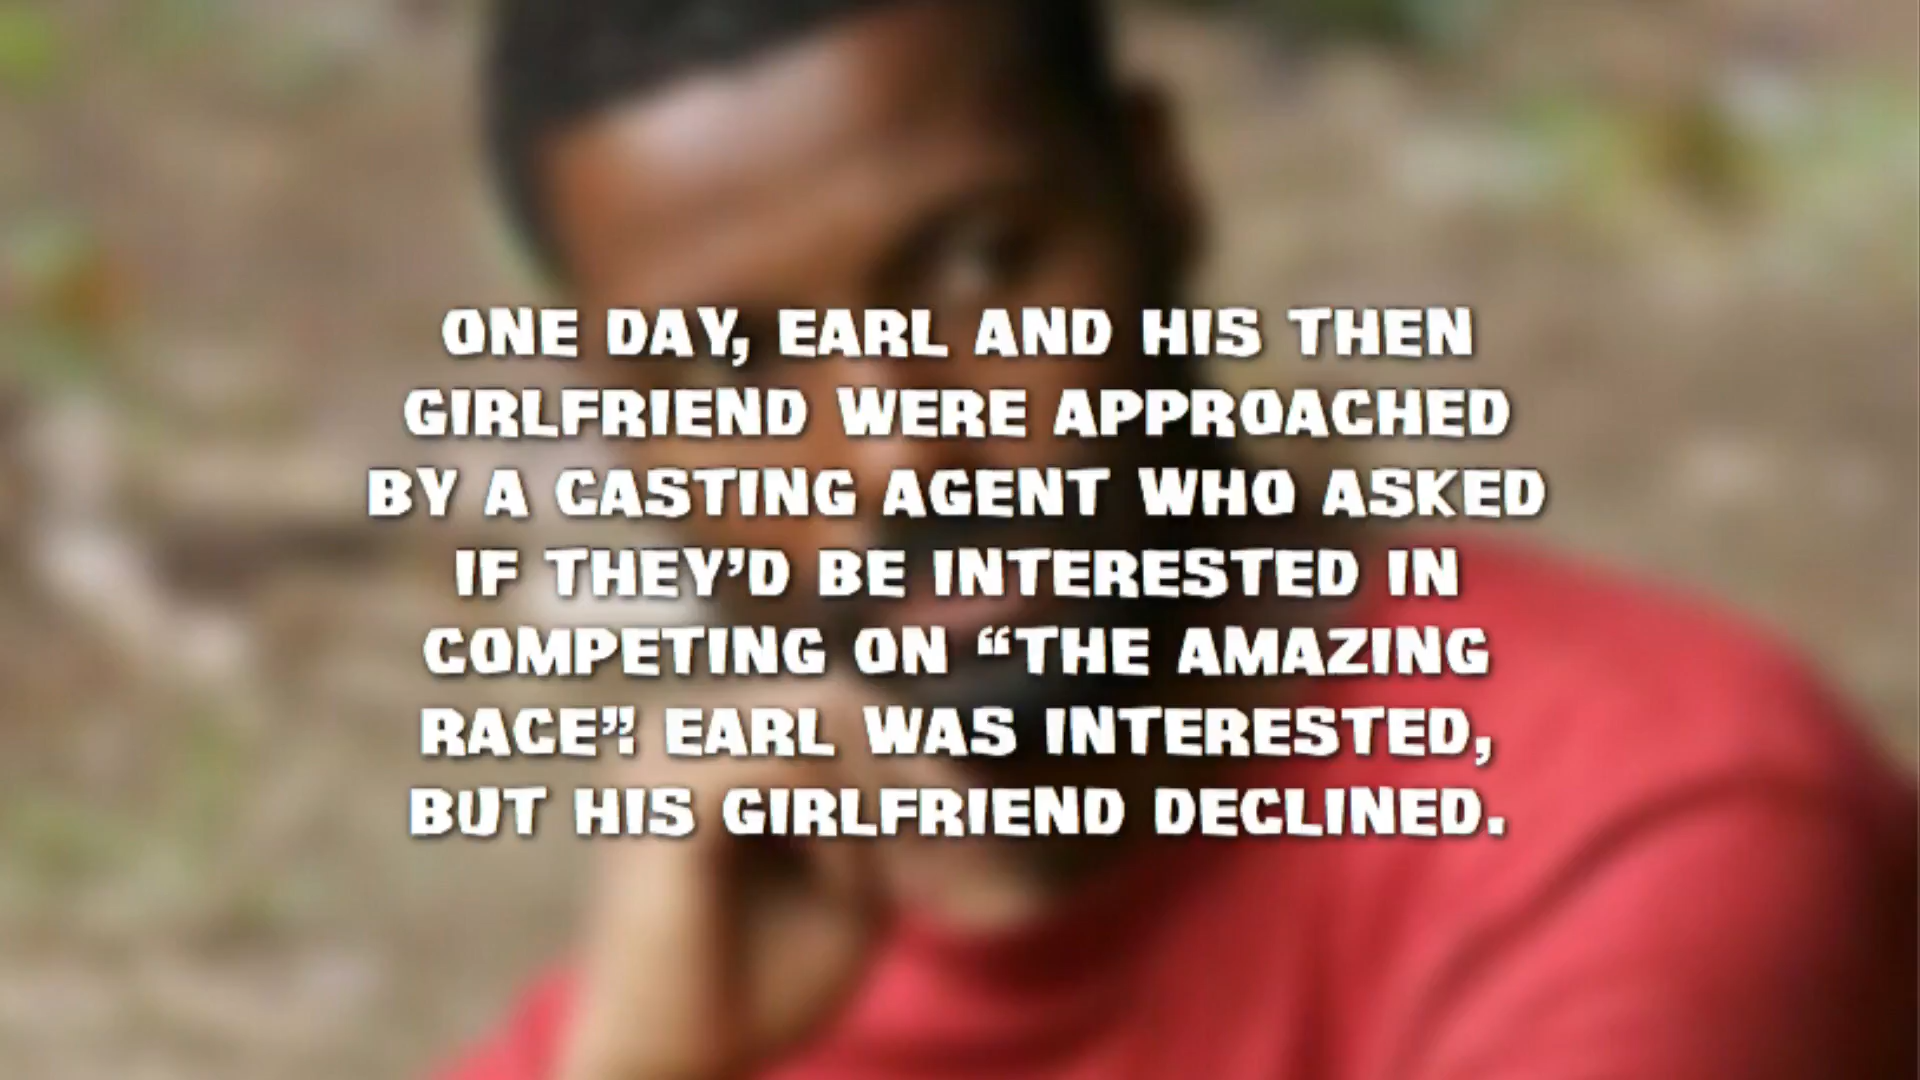 ONE DAY, EARL AND HIS THEN
GIRLFRIEND WERE APPROACHED
BY A CASTING AGENT WHO ASKED
IF THEY'D BE INTERESTED IN
COMPETING ON “THE AMAZING
RACE”. EARL WAS INTERESTED,
BUT HIS GIRLFRIEND DECLINED.